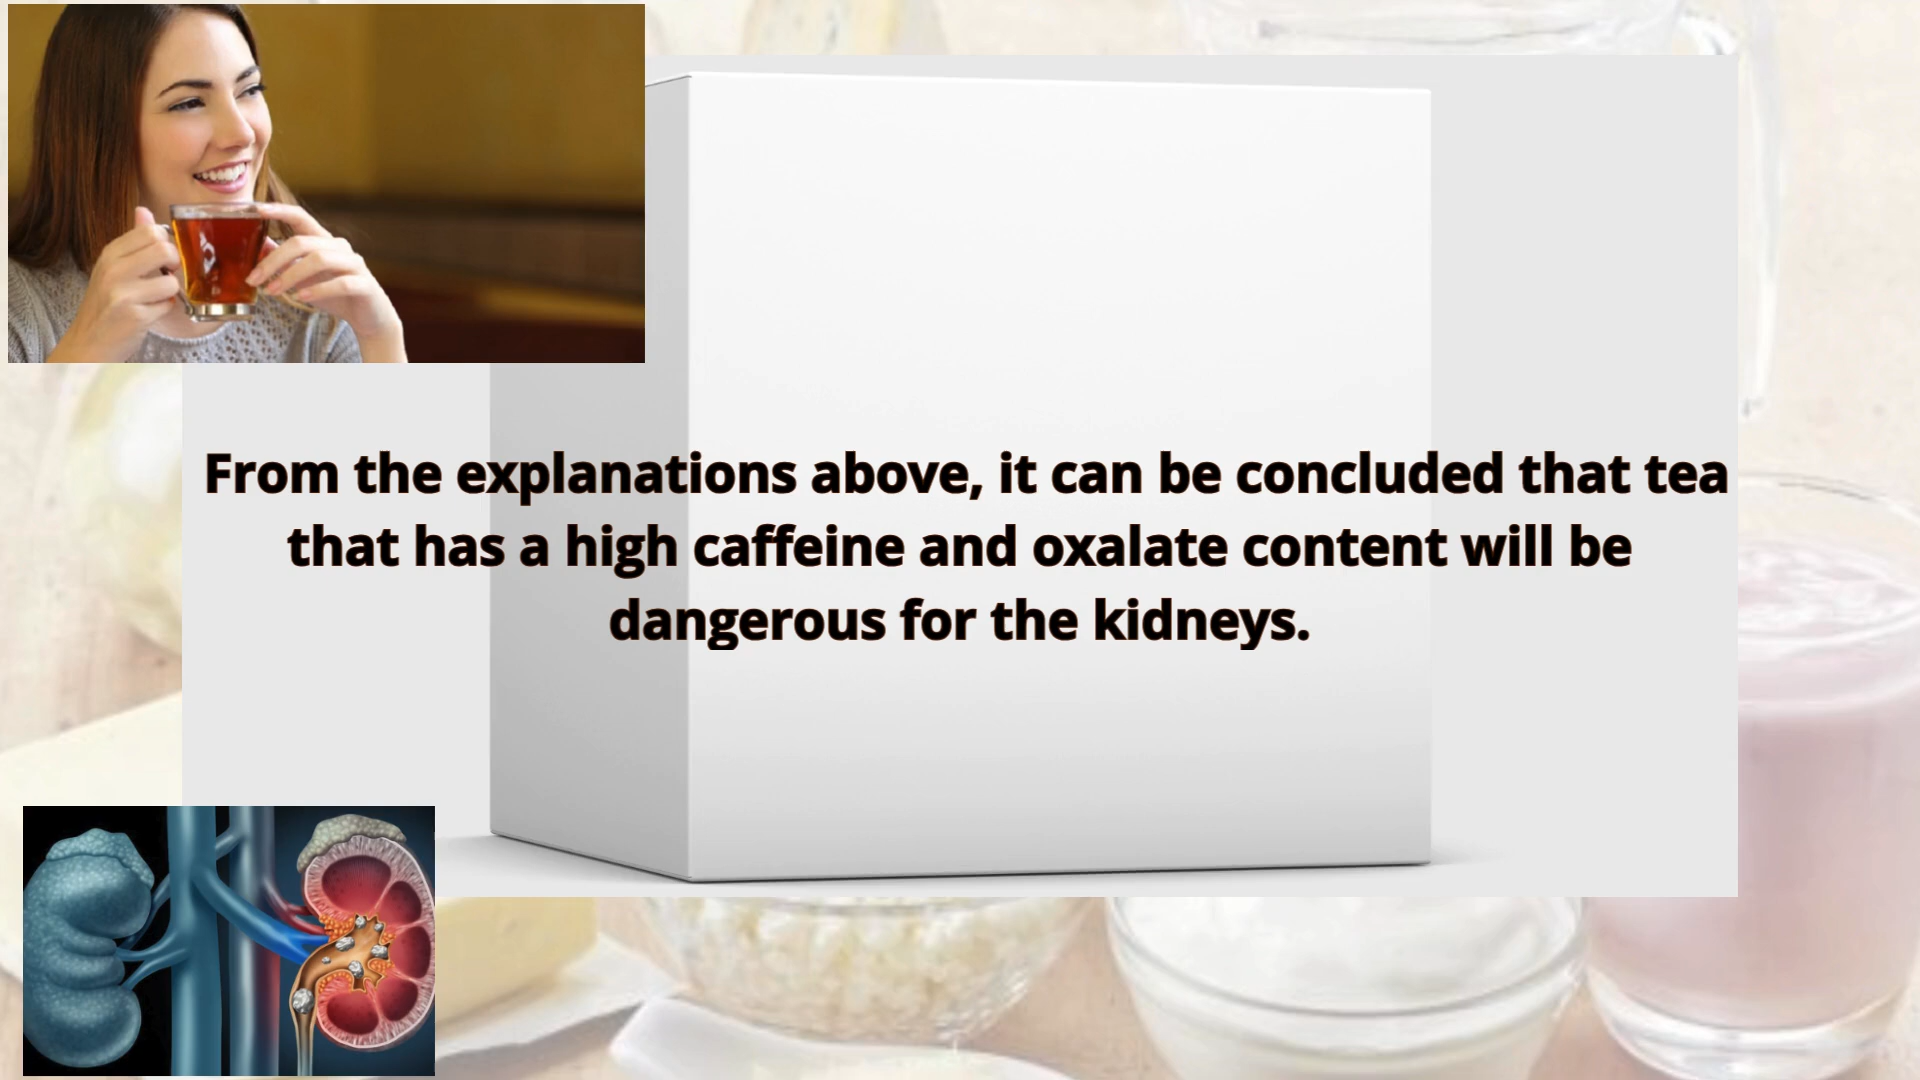 From the explanations above, it can be concluded that tea
that has a high caffeine and oxalate content will be
dangerous for the kidneys.